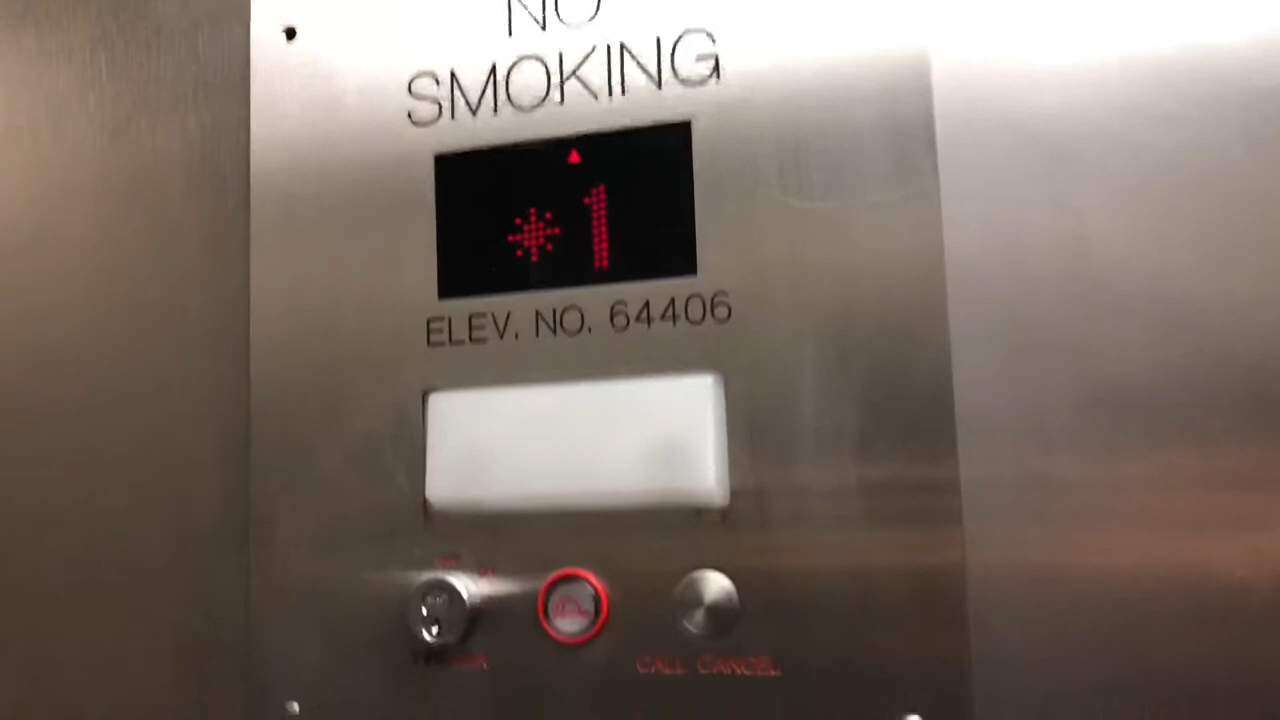 NO
SMOKING
*1
ELEV. NO. 64406
CALL CANCEL